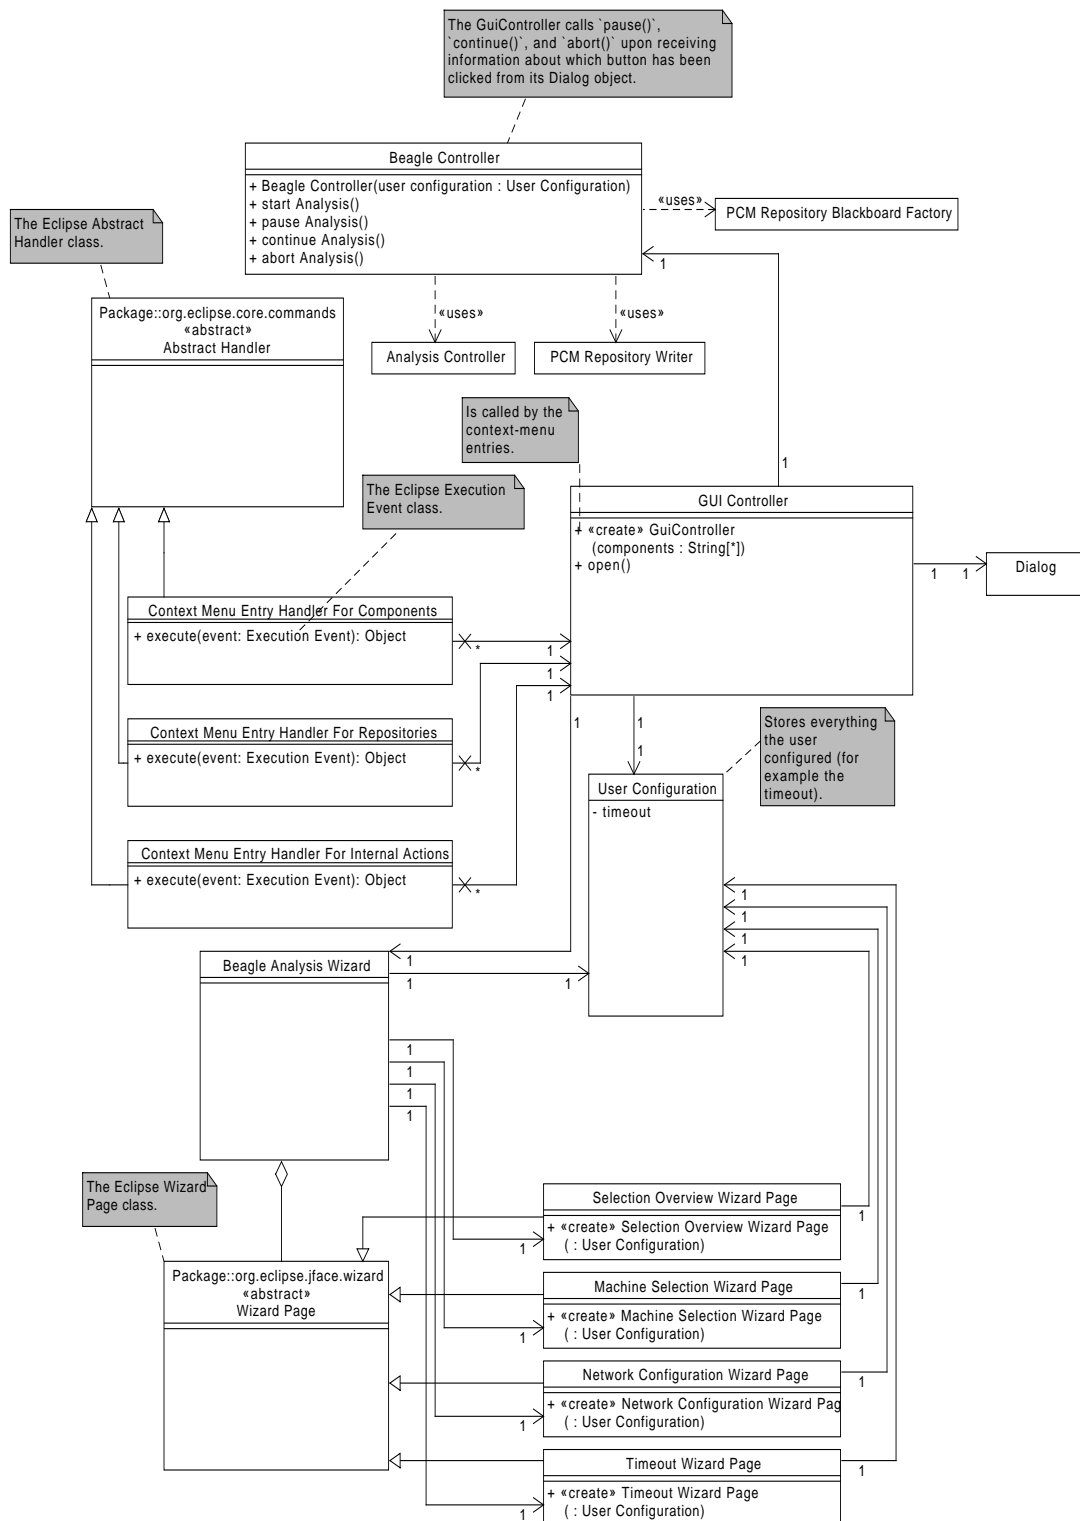 The GuiController calls `pause()`,
`continue()`, and `abort()` upon receiving
information about which button has been
clicked from its Dialog object.
Beagle Controller
+ Beagle Controller(user configuration : User Configuration)
+ start Analysis()
+ pause Analysis()
+ continue Analysis()
+ abort Analysis()
«uses»
PCM Repository Blackboard Factory
1
The Eclipse Abstract
Handler class.
Package::org.eclipse.core.commands
«abstract»
Abstract Handler
«uses»
«uses»
Analysis Controller
PCM Repository Writer
Is called by the
context-menu
entries.
1
The Eclipse Execution
Event class.
GUI Controller
+ «create» GuiController
(components : String[*])
+ open()
1
1
Dialog
Context Menu Entry Handler For Components
+ execute(event: Execution Event): Object
*
1
1
1
Context Menu Entry Handler For Repositories
+ execute(event: Execution Event): Object
*
1
1
1
Stores everything
the user
configured (for
example the
timeout).
User Configuration
- timeout
Context Menu Entry Handler For Internal Actions
+ execute(event: Execution Event): Object
*
1
1
1
1
Beagle Analysis Wizard
1
1
1
1
1
1
1
The Eclipse Wizard
Page class.
Package::org.eclipse.jface.wizard
«abstract»
Wizard Page
Selection Overview Wizard Page
+ «create» Selection Overview Wizard Page
( : User Configuration)
1
1
Machine Selection Wizard Page
+ «create» Machine Selection Wizard Page
( : User Configuration)
1
1
Network Configuration Wizard Page
+ «create» Network Configuration Wizard Pag
( : User Configuration)
1
1
Timeout Wizard Page
+ «create» Timeout Wizard Page
( : User Configuration)
1
1